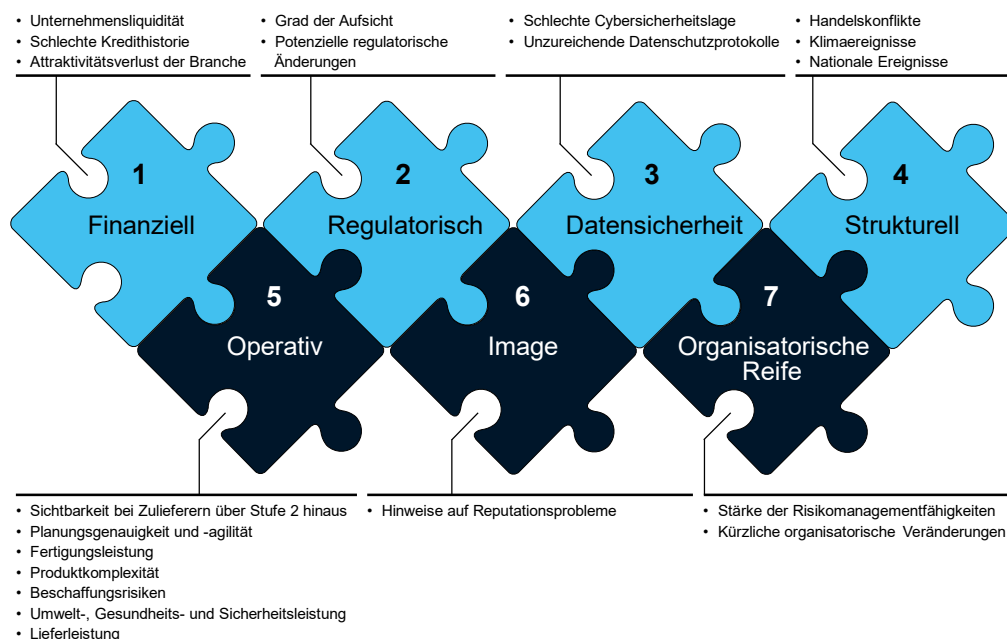 • Unternehmensliquidität
• Schlechte Kredithistorie
• Attraktivitätsverlust der Branche
• Grad der Aufsicht
• Potenzielle regulatorische
Änderungen
• Schlechte Cybersicherheitslage
• Unzureichende Datenschutzprotokolle
• Handelskonflikte
• Klimaereignisse
• Nationale Ereignisse
1
Finanziell
2
Regulatorisch
3
Datensicherheit
4
Strukturell
5
Operativ
6
Image
7
Organisatorische
Reife
• Sichtbarkeit bei Zulieferern über Stufe 2 hinaus
• Planungsgenauigkeit und -agilität
• Fertigungsleistung
• Produktkomplexität
• Beschaffungsrisiken
• Umwelt-, Gesundheits- und Sicherheitsleistung
• Lieferleistung
• Hinweise auf Reputationsprobleme
• Stärke der Risikomanagementfähigkeiten
• Kürzliche organisatorische Veränderungen